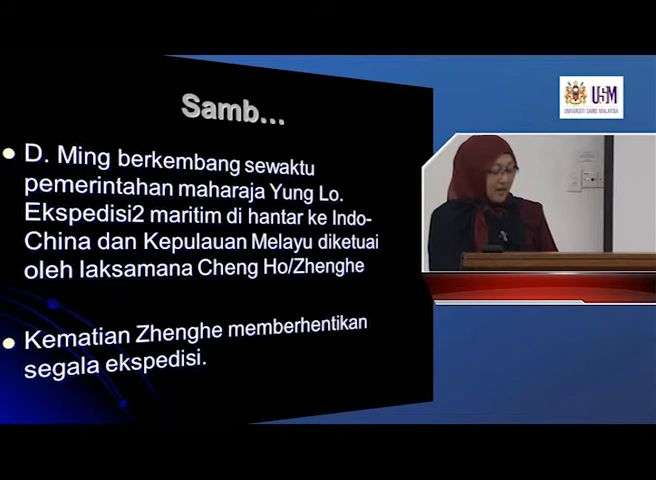 Samb...
D. Ming berkembang sewaktu
pemerintahan maharaja Yung Lo.
Ekspedisi2 maritim di hantar ke Indo-
China dan Kepulauan Melayu diketuai
oleh laksamana Cheng Ho/Zhenghe
Kematian Zhenghe memberhentikan
segala ekspedisi.
USM
UNIVERSITI SAINS MALAYSIA